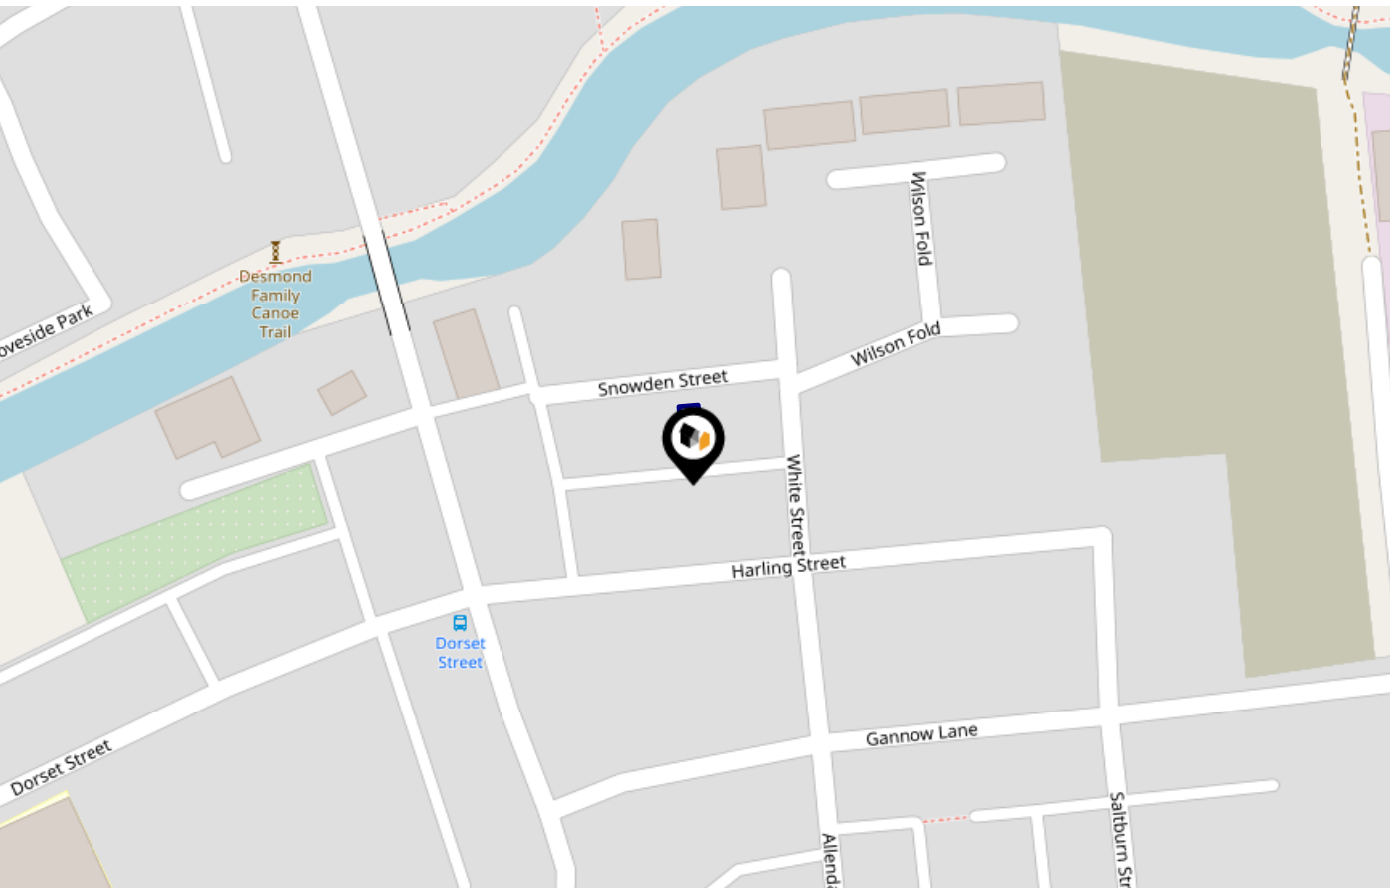 Wilson Fold
Desmond
Family
Canoe
Trail
oveside Park
Wilson Fold
Snowden Street
White Street
Harling Street
Dorset
Street
Gannow Lane
Dorset Street
Saltburn Str
Allenda